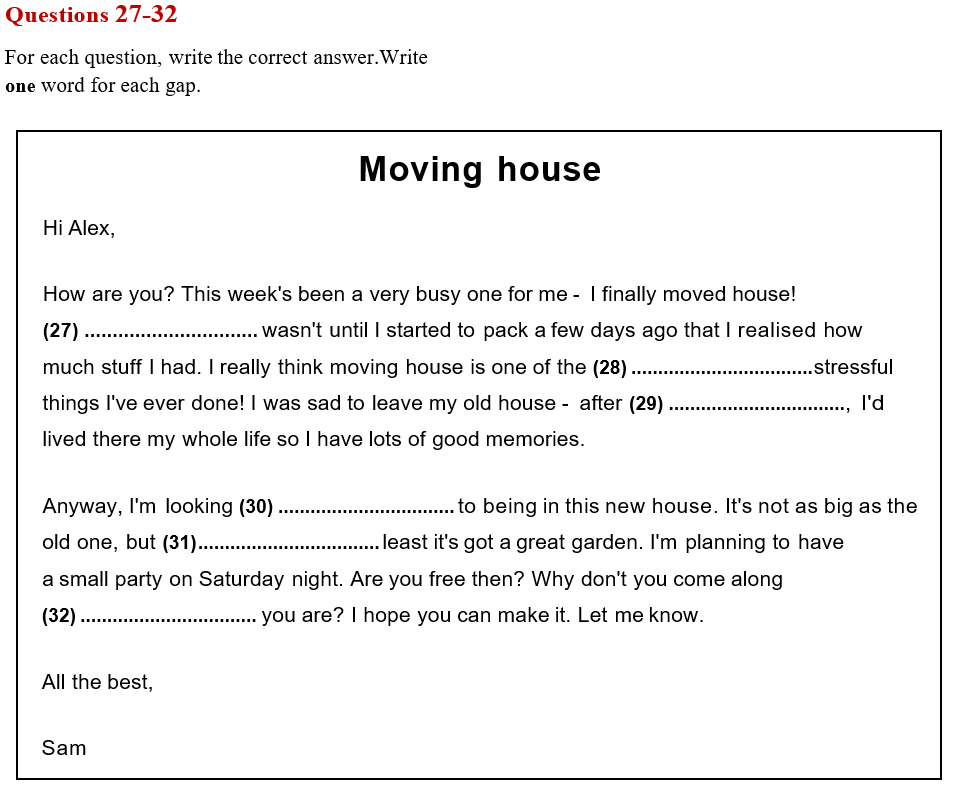 Questions 27-32
For each question, write the correct answer.Write
one word for each gap.
Moving house
Hi Alex,
How are you? This week's been a very busy one for me - I finally moved house!
(27) ............................... wasn't until I started to pack a few days ago that I realised how
much stuff I had. I really think moving house is one of the (28) ..................................stressful
things I've ever done! I was sad to leave my old house - after (29) ................................., I'd
lived there my whole life so I have lots of good memories.
Anyway, I'm looking (30) ................................. to being in this new house. It's not as big as the
old one, but (31)..................................least it's got a great garden. I'm planning to have
a small party on Saturday night. Are you free then? Why don't you come along
(32) ................................. you are? I hope you can make it. Let me know.
All the best,
Sam